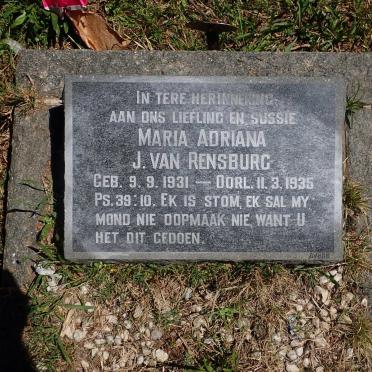 IN TERE HERINNERING
AAN ONS LIEFLING EN SUSSIE
MARIA ADRIANA
J. VAN RENSBURG
GEB. 9. 9. 1931 — OORL. 11. 3. 1935
PS. 39:10. EK IS STOM, EK SAL MY
MOND NIE OOPMAAK NIE, WANT U
HET DIT GEDOEN.